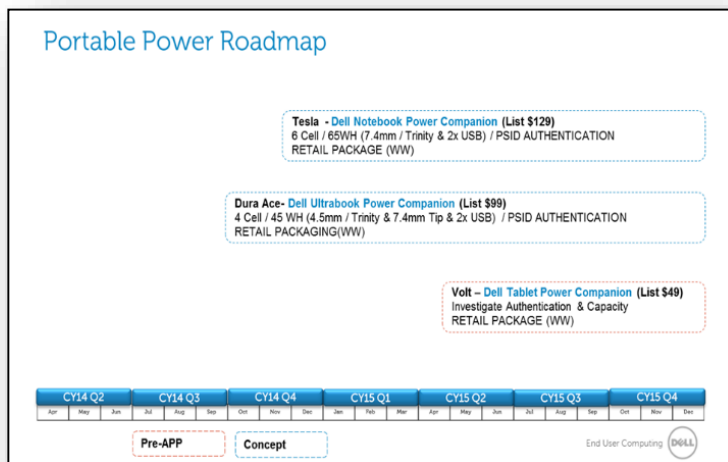 Portable Power Roadmap
Tesla - Dell Notebook Power Companion (List $129)
6 Cell / 65WH (7.4mm / Trinity & 2x USB) / PSID AUTHENTICATION
RETAIL PACKAGE (WW)
Dura Ace- Dell Ultrabook Power Companion (List $99)
4 Cell / 45 WH (4.5mm / Trinity & 7.4mm Tip & 2x USB) / PSID AUTHENTICATION
RETAIL PACKAGING(WW)
Volt – Dell Tablet Power Companion (List $49)
Investigate Authentication & Capacity
RETAIL PACKAGE (WW)
CY14 Q2 CY14 Q3 CY14 Q4 CY15 Q1 CY15 Q2 CY15 Q3 CY15 Q4
Apr May Jun Jul Aug Sep Oct Nov Dec Jan Feb Mar Apr May Jun Jul Aug Sep Oct Nov Dec
Pre-APP Concept End User Computing DELL